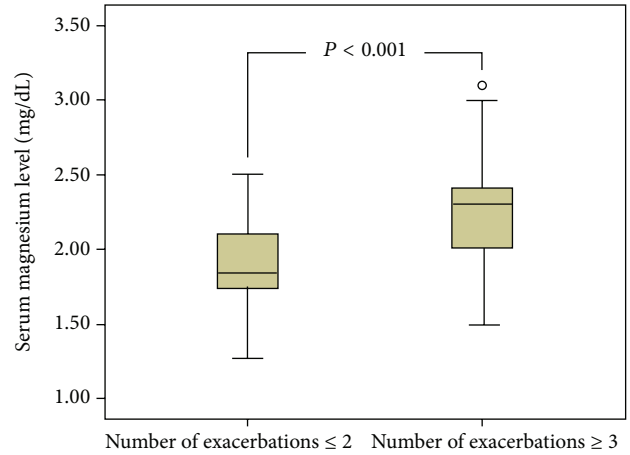 3.50
P < 0.001
3.00
2.50
2.00
1.50
1.00
Serum magnesium level (mg/dL)
Number of exacerbations ≤ 2 Number of exacerbations ≥ 3